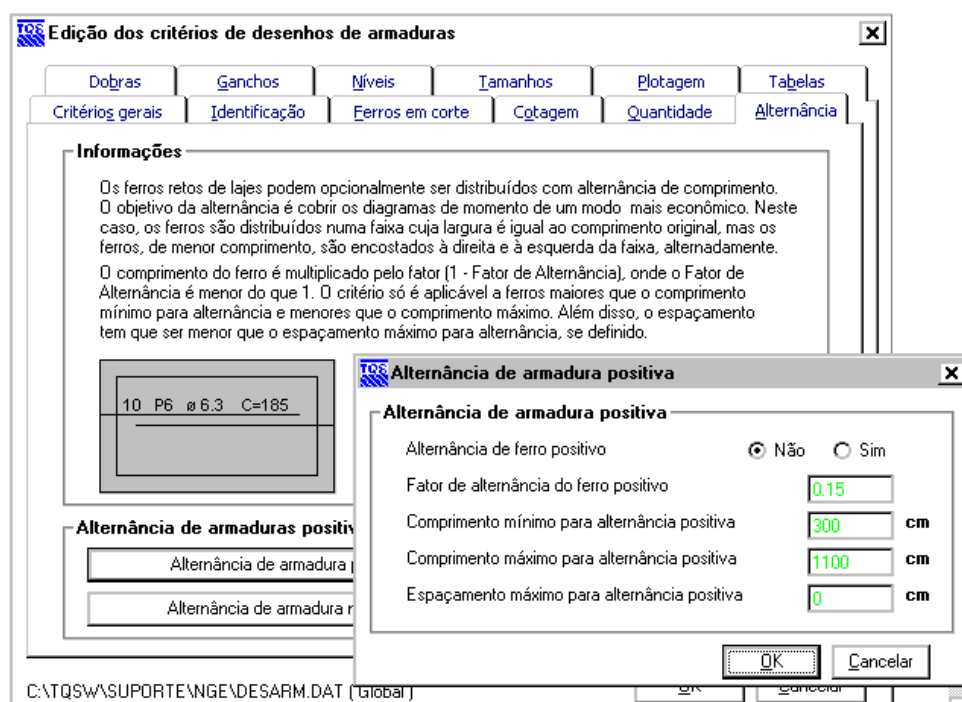 TQS Edição dos critérios de desenhos de armaduras
Dobras Ganchos Níveis Tamanhos Plotagem Tabelas
Critérios gerais Identificação Ferros em corte Cotagem Quantidade Alternância
Informações
Os ferros retos de lajes podem opcionalmente ser distribuídos com alternância de comprimento.
O objetivo da alternância é cobrir os diagramas de momento de um modo mais econômico. Neste
caso, os ferros são distribuídos numa faixa cuja largura é igual ao comprimento original, mas os
ferros, de menor comprimento, são encostados à direita e à esquerda da faixa, alternadamente.
O comprimento do ferro é multiplicado pelo fator (1 - Fator de Alternância), onde o Fator de
Alternância é menor do que 1. O critério só é aplicável a ferros maiores que o comprimento
mínimo para alternância e menores que o comprimento máximo. Além disso, o espaçamento
tem que ser menor que o espaçamento máximo para alternância, se definido.
10 P6 ø6.3 C=185
Alternância de armaduras positiv
Alternância de armadura p
Alternância de armadura n
TQS Alternância de armadura positiva
Alternância de armadura positiva
Alternância de ferro positivo Não Sim
Fator de alternância do ferro positivo 0.15
Comprimento mínimo para alternância positiva 300 cm
Comprimento máximo para alternância positiva 1100 cm
Espaçamento máximo para alternância positiva 0 cm
OK Cancelar
C:\TQSW\SUPORTE\NGE\DESARM.DAT (Global) OK Cancelar